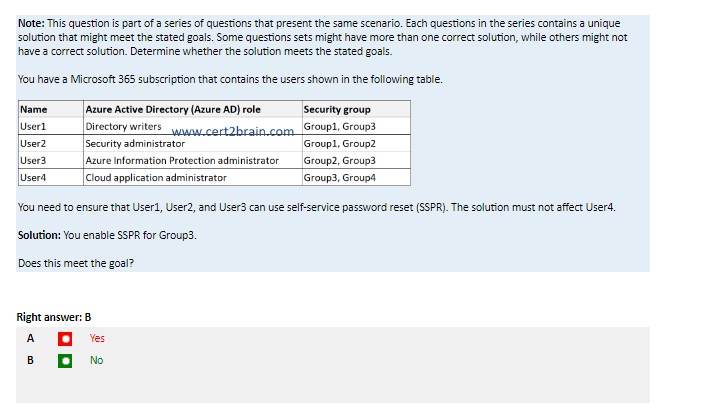 Note: This question is part of a series of questions that present the same scenario. Each questions in the series contains a unique
solution that might meet the stated goals. Some questions sets might have more than one correct solution, while others might not
have a correct solution. Determine whether the solution meets the stated goals.
You have a Microsoft 365 subscription that contains the users shown in the following table.
Name Azure Active Directory (Azure AD) role Security group
User1 Directory writers www.cert2brain.com Group1, Group3
User2 Security administrator Group1, Group2
User3 Azure Information Protection administrator Group2, Group3
User4 Cloud application administrator Group3, Group4
You need to ensure that User1, User2, and User3 can use self-service password reset (SSPR). The solution must not affect User4.
Solution: You enable SSPR for Group3.
Does this meet the goal?
Right answer: B
A Yes
B No